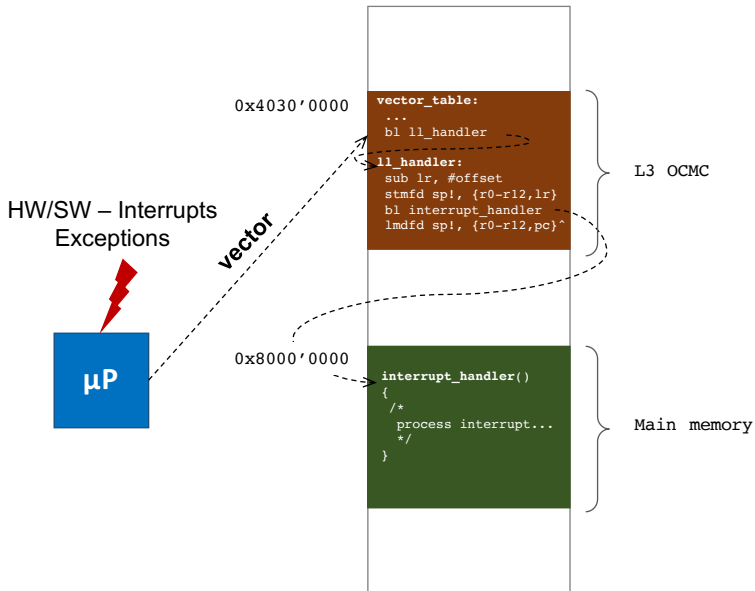 HW/SW – Interrupts
Exceptions
µP
vector
0x4030'0000
vector_table:
...
bl ll_handler
ll_handler:
sub lr, #offset
stmfd sp!, {r0-r12,lr}
bl interrupt_handler
lmdfd sp!, {r0-r12,pc}^
L3 OCMC
0x8000'0000
interrupt_handler()
{
/*
process interrupt...
*/
}
Main memory